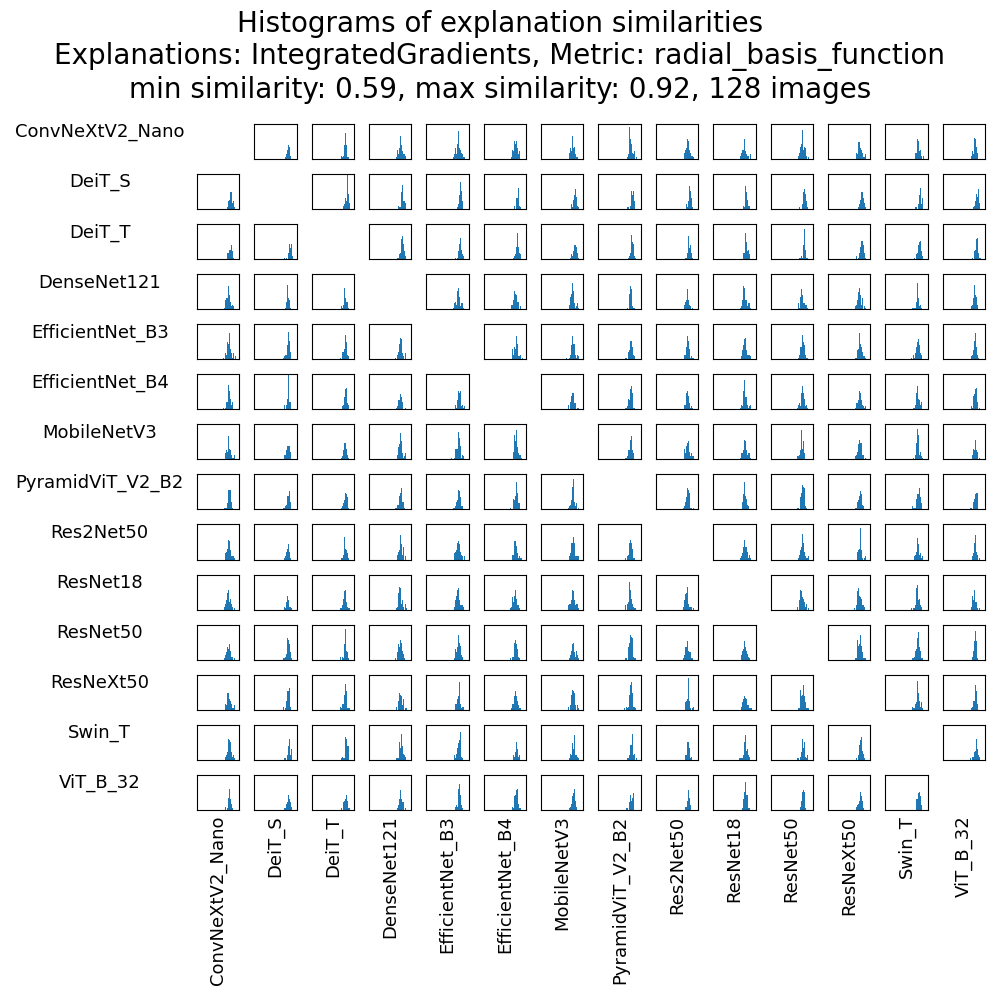 Histograms of explanation similarities
Explanations: IntegratedGradients, Metric: radial_basis_function
min similarity: 0.59, max similarity: 0.92, 128 images
ConvNeXtV2_Nano
DeiT_S
DeiT_T
DenseNet121
EfficientNet_B3
EfficientNet_B4
MobileNetV3
PyramidViT_V2_B2
Res2Net50
ResNet18
ResNet50
ResNeXt50
Swin_T
ViT_B_32
ConvNeXtV2_Nano
DeiT_S
DeiT_T
DenseNet121
EfficientNet_B3
EfficientNet_B4
MobileNetV3
PyramidViT_V2_B2
Res2Net50
ResNet18
ResNet50
ResNeXt50
Swin_T
ViT_B_32